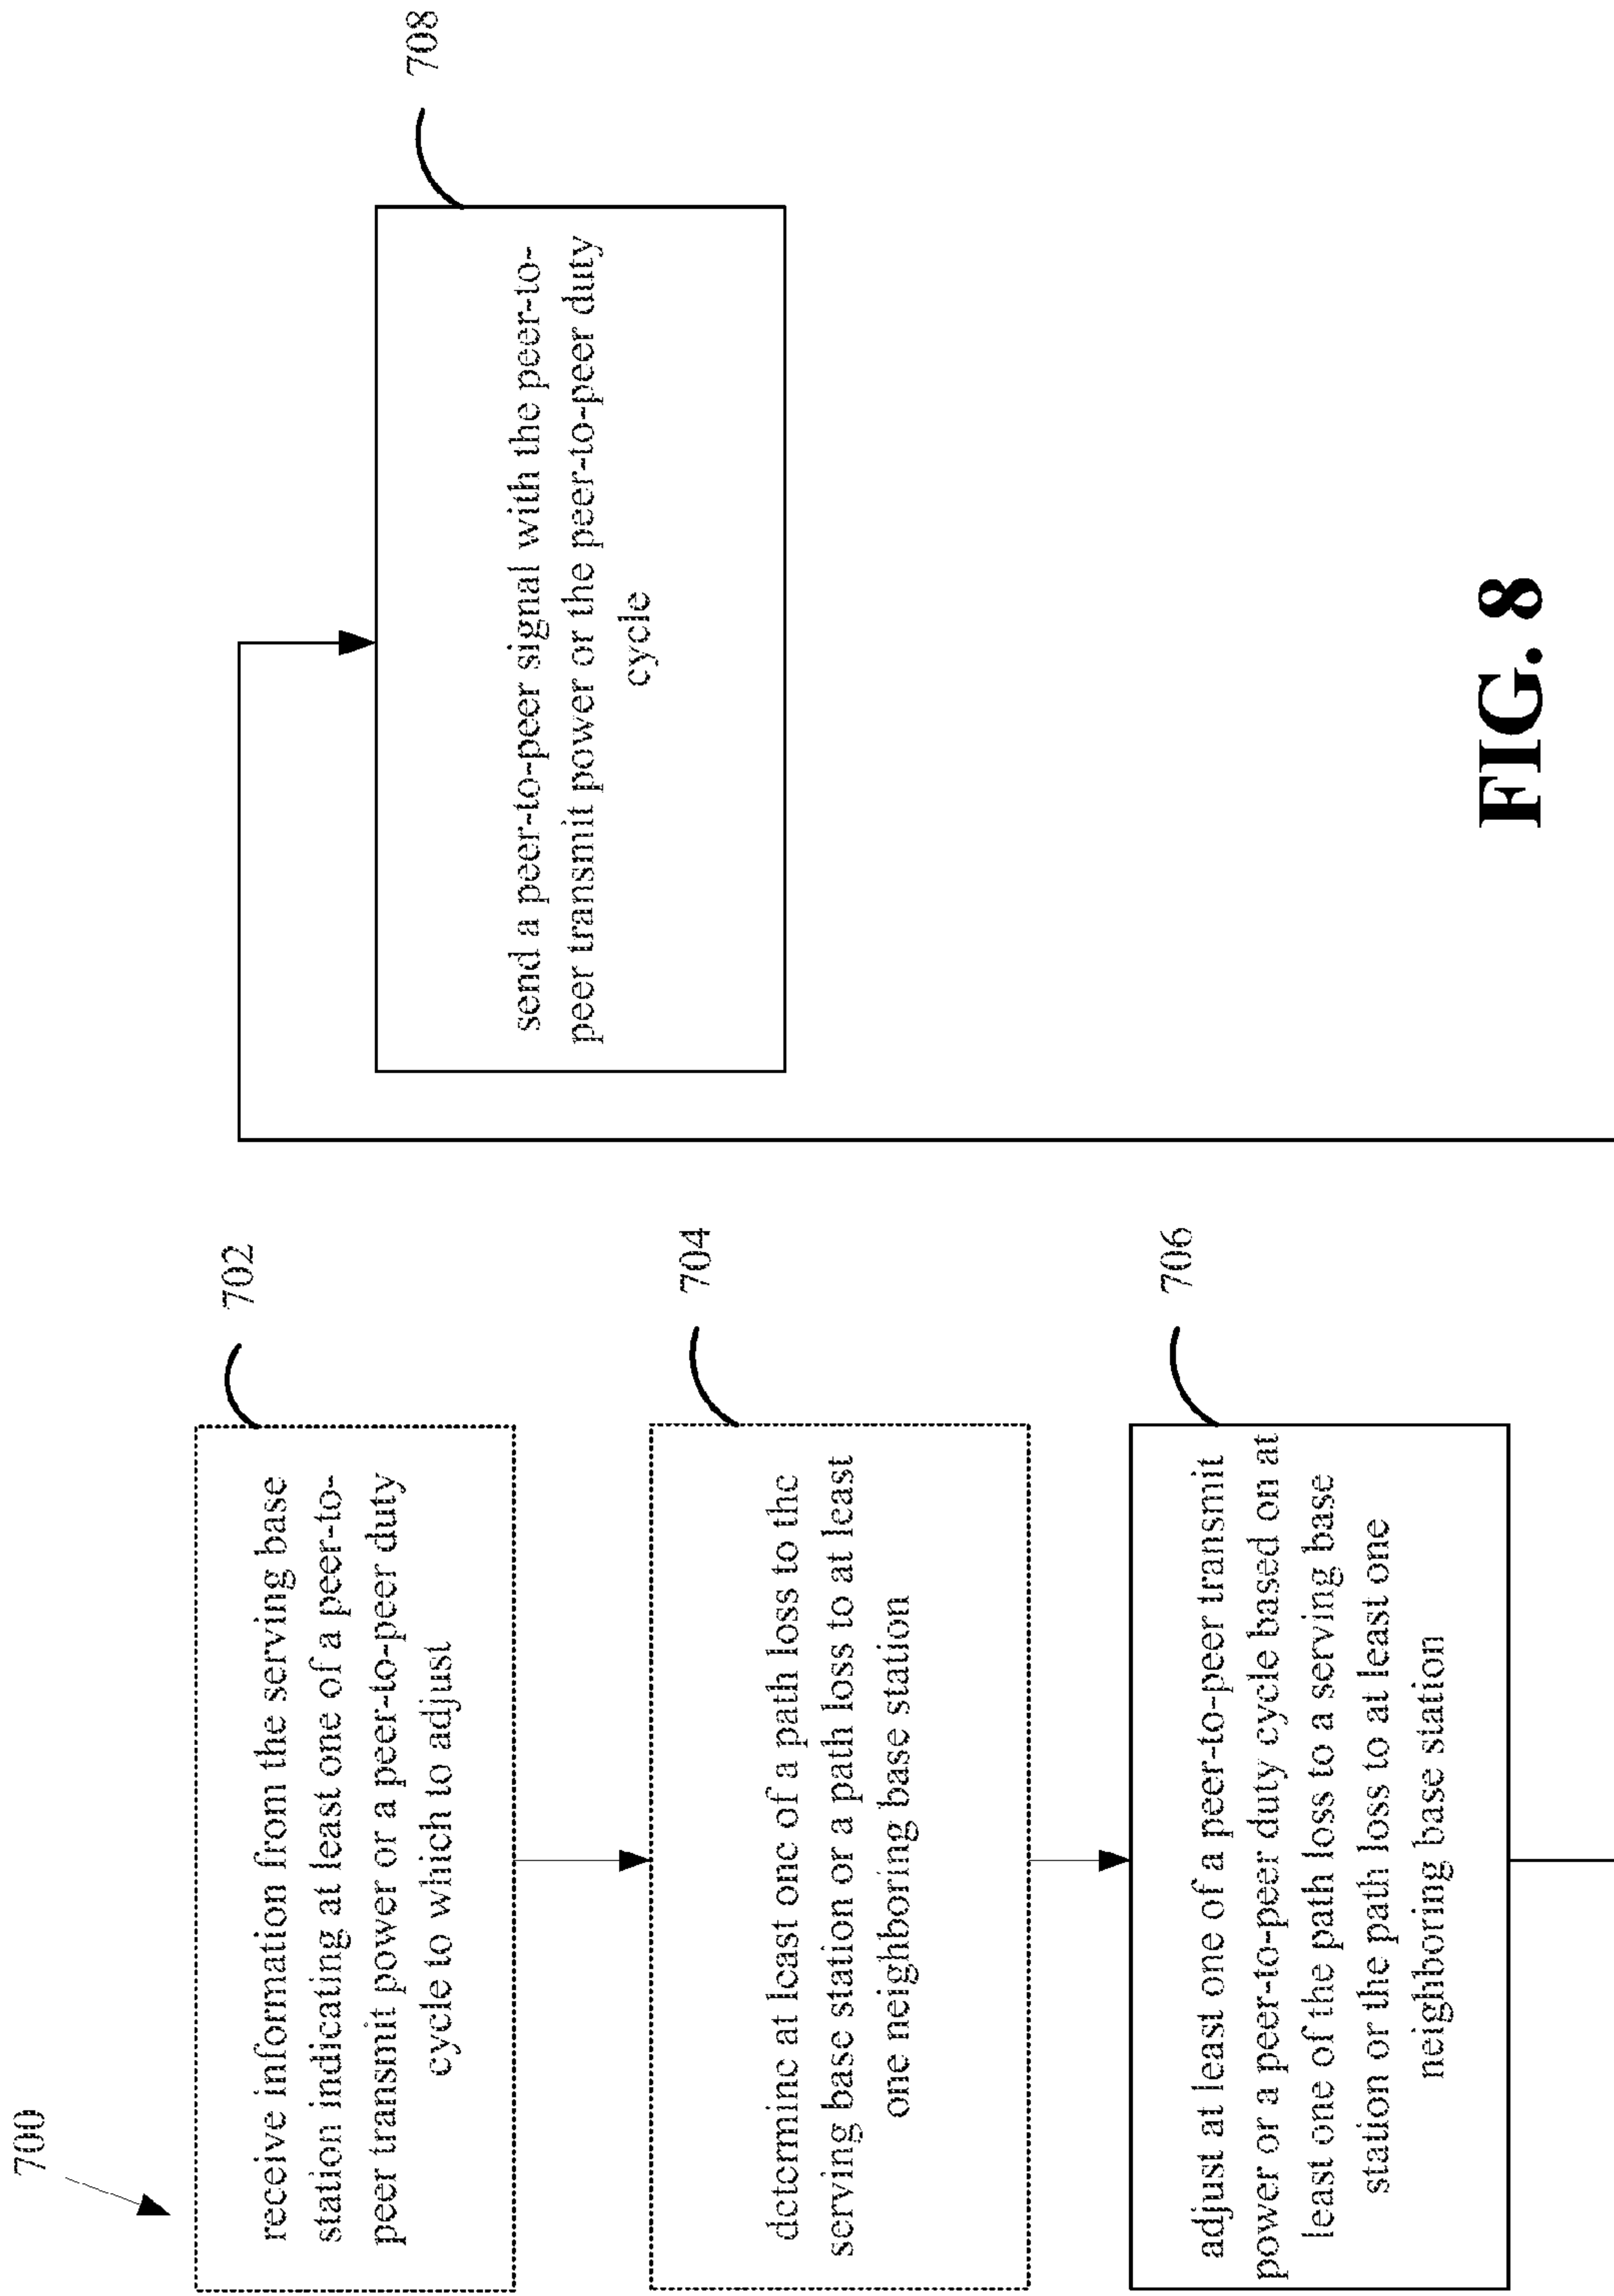 700
702
receive information from the serving base
station indicating at least one of a peer-to-
peer transmit power or a peer-to-peer duty
cycle to which to adjust
704
determine at least one of a path loss to the
serving base station or a path loss to at least
one neighboring base station
706
adjust at least one of a peer-to-peer transmit
power or a peer-to-peer duty cycle based on at
least one of the path loss to a serving base
station or the path loss to at least one
neighboring base station
708
send a peer-to-peer signal with the peer-to-
peer transmit power or the peer-to-peer duty
cycle
FIG. 8